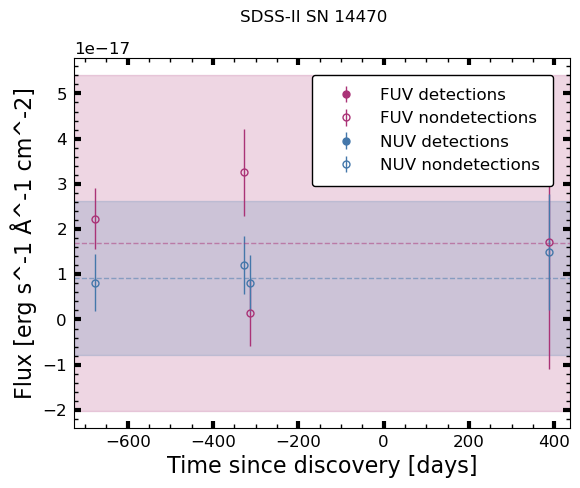 SDSS-II SN 14470
1e−17
FUV detections
FUV nondetections
NUV detections
NUV nondetections
5
4
3
2
1
0
−1
−2
Flux [erg s^-1 Å^-1 cm^-2]
−600
−400
−200
0
200
400
Time since discovery [days]